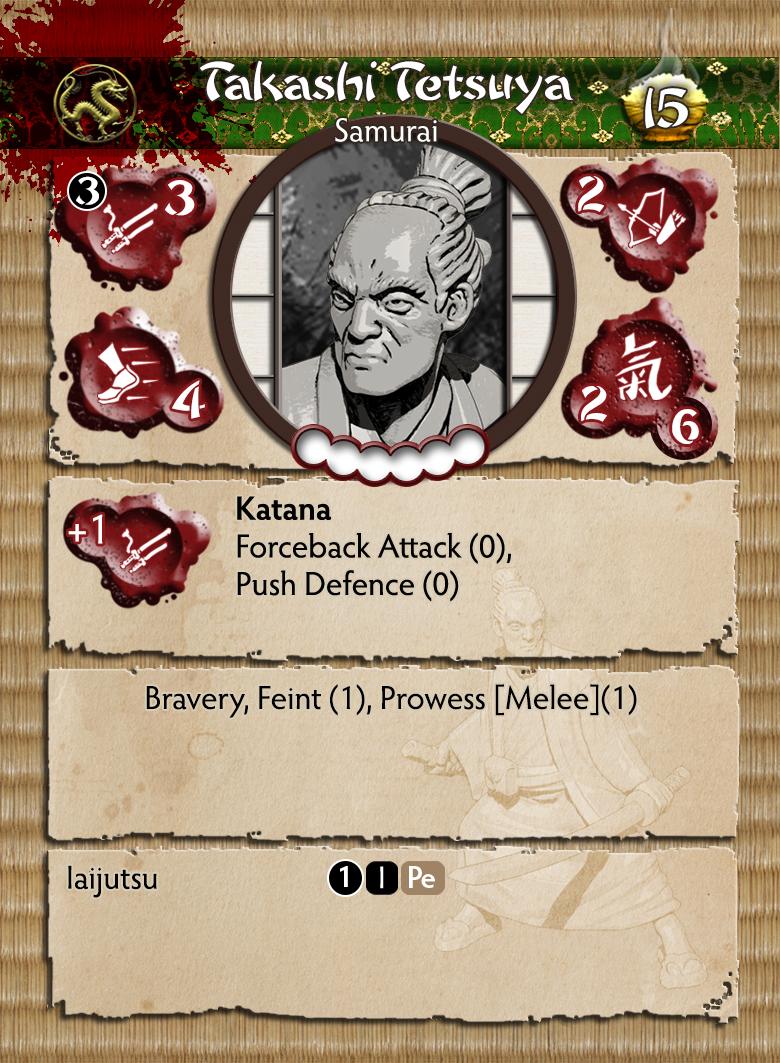 Takashi Tetsuya
15
Samurai
3 3
2
4
2 氣 6
+1
Katana
Forceback Attack (0),
Push Defence (0)
Bravery, Feint (1), Prowess [Melee](1)
Iaijutsu 1 I Pe